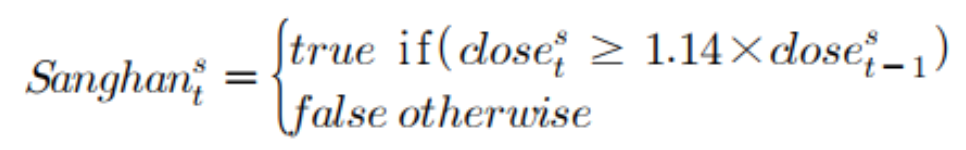 Sanghan_t^s = { true if(close_t^s ≥ 1.14×close_{t-1}^s)
false otherwise